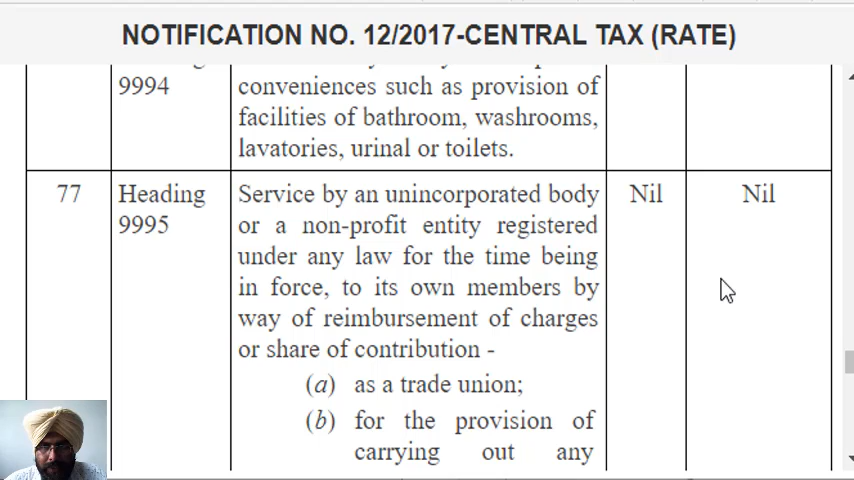 NOTIFICATION NO. 12/2017-CENTRAL TAX (RATE)
9994
conveniences such as provision of
facilities of bathroom, washrooms,
lavatories, urinal or toilets.
77 Heading Service by an unincorporated body Nil Nil
9995 or a non-profit entity registered
under any law for the time being
in force, to its own members by
way of reimbursement of charges
or share of contribution -
(a) as a trade union;
(b) for the provision of
carrying out any